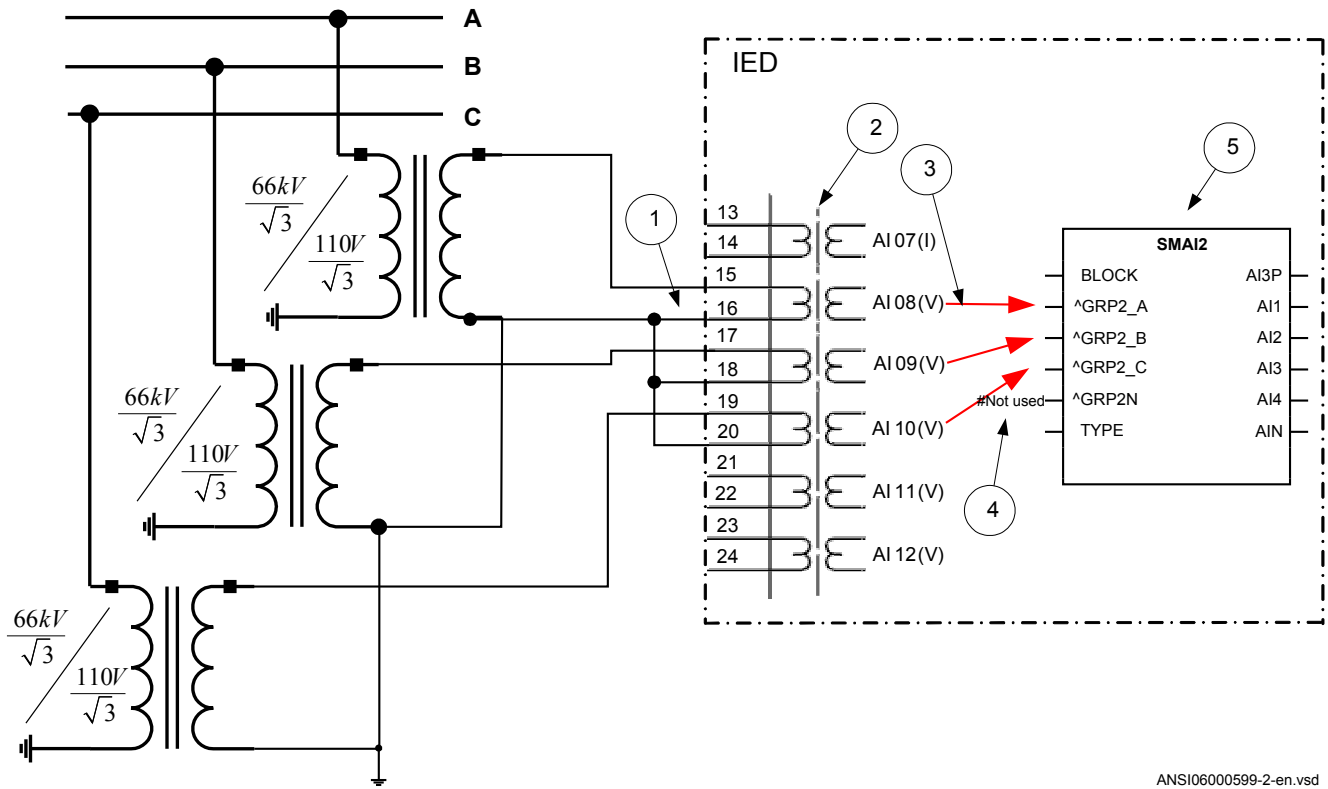 A
B
C
IED
66kV
√3
110V
√3
66kV
√3
110V
√3
66kV
√3
110V
√3
1
2
3
4
5
13
14
15
16
17
18
19
20
21
22
23
24
AI 07(I)
AI 08(V)
AI 09(V)
AI 10(V)
AI 11(V)
AI 12(V)
#Not used
SMAI2
BLOCK
^GRP2_A
^GRP2_B
^GRP2_C
^GRP2N
TYPE
AI3P
AI1
AI2
AI3
AI4
AIN
ANSI06000599-2-en.vsd